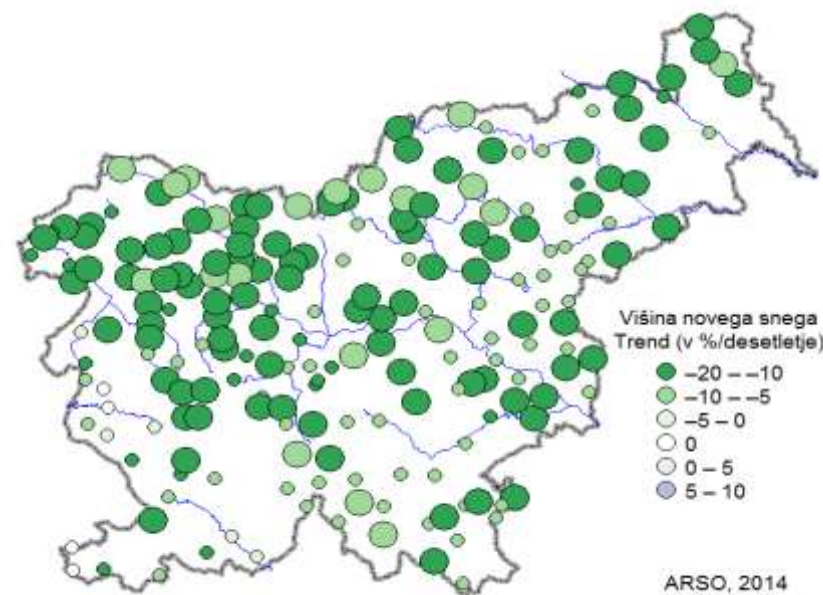 Višina novega snega
Trend (v %/desetletje)
–20 – –10
–10 – –5
–5 – 0
0
0 – 5
5 – 10
ARSO, 2014